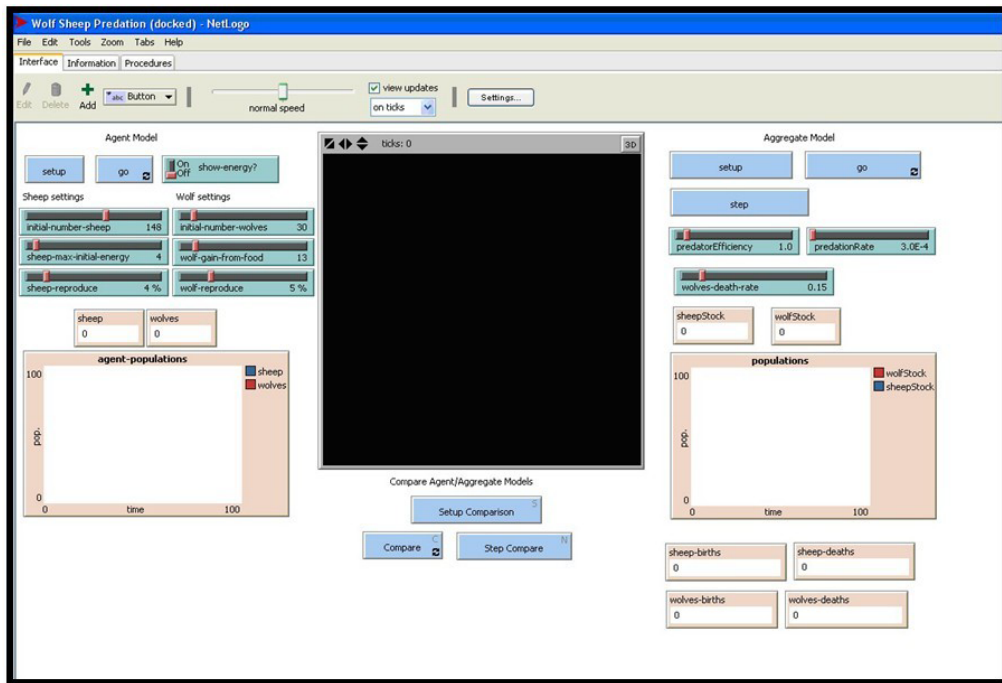 Wolf Sheep Predation (docked) - NetLogo
File Edit Tools Zoom Tabs Help
Interface Information Procedures
Edit Delete Add abc Button normal speed view updates on ticks Settings...
Agent Model
setup go On Off show-energy?
Sheep settings Wolf settings
initial-number-sheep 148 initial-number-wolves 30
sheep-max-initial-energy 4 wolf-gain-from-food 13
sheep-reproduce 4 % wolf-reproduce 5 %
sheep wolves
0 0
agent-populations
100
pop.
0
0 time 100
sheep
wolves
ticks: 0 3D
Compare Agent/Aggregate Models
Setup Comparison S
Compare C Step Compare N
Aggregate Model
setup go
step
predatorEfficiency 1.0 predationRate 3.0E-4
wolves-death-rate 0.15
sheepStock wolfStock
0 0
populations
100
pop.
0
0 time 100
wolfStock
sheepStock
sheep-births sheep-deaths
0 0
wolves-births wolves-deaths
0 0